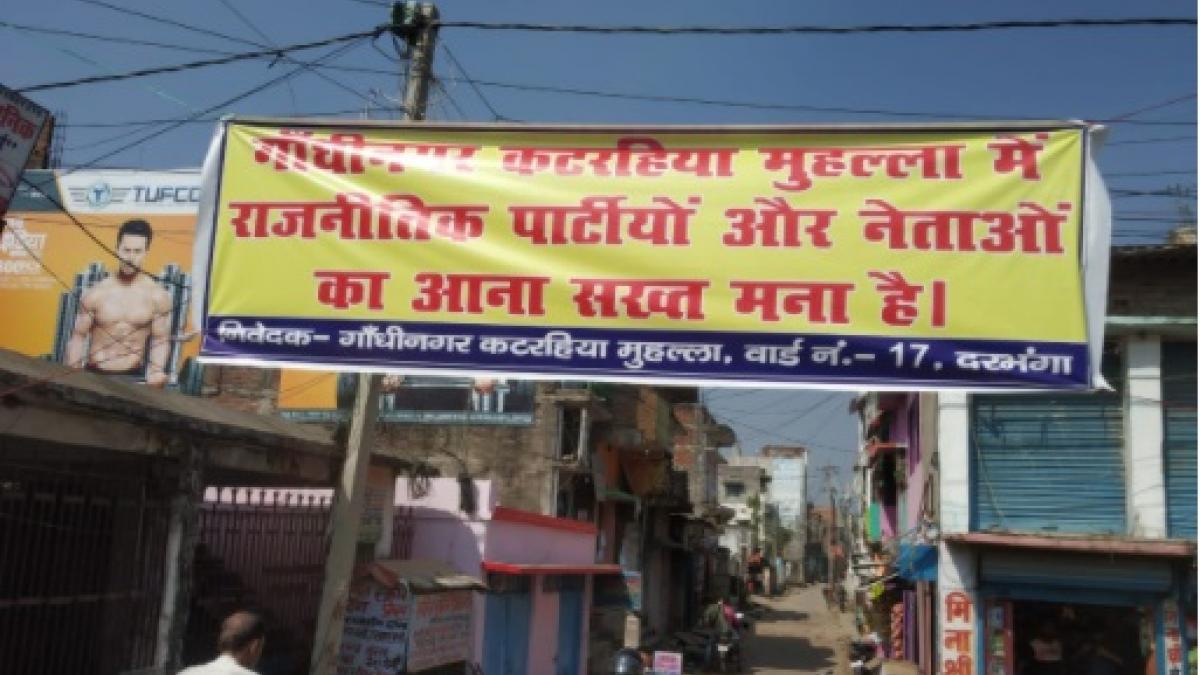 गाँधीनगर कटरहिया मुहल्ला में
राजनीतिक पार्टीयों और नेताओं
का आना सख्त मना है।
निवेदक- गाँधीनगर कटरहिया मुहल्ला, वार्ड नं.- 17, दरभंगा
TUFCO